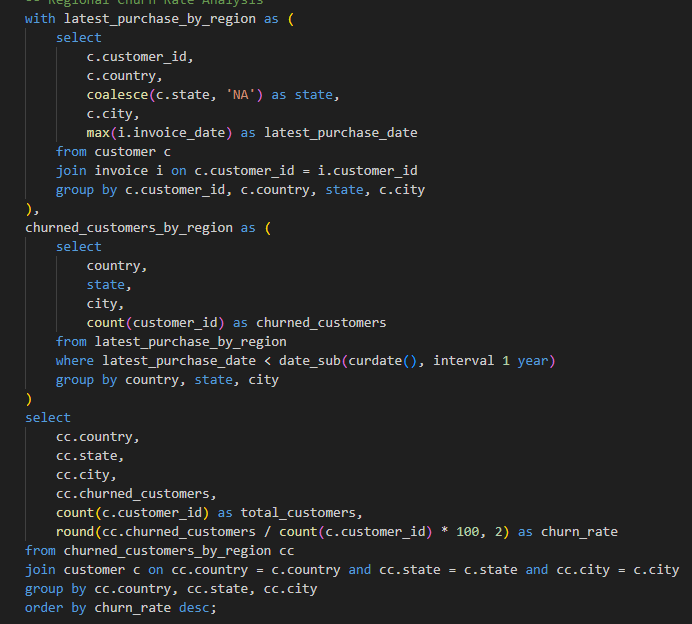 -- Regional Churn Rate Analysis
with latest_purchase_by_region as (
    select
        c.customer_id,
        c.country,
        coalesce(c.state, 'NA') as state,
        c.city,
        max(i.invoice_date) as latest_purchase_date
    from customer c
    join invoice i on c.customer_id = i.customer_id
    group by c.customer_id, c.country, state, c.city
),
churned_customers_by_region as (
    select
        country,
        state,
        city,
        count(customer_id) as churned_customers
    from latest_purchase_by_region
    where latest_purchase_date < date_sub(curdate(), interval 1 year)
    group by country, state, city
)
select
    cc.country,
    cc.state,
    cc.city,
    cc.churned_customers,
    count(c.customer_id) as total_customers,
    round(cc.churned_customers / count(c.customer_id) * 100, 2) as churn_rate
from churned_customers_by_region cc
join customer c on cc.country = c.country and cc.state = c.state and cc.city = c.city
group by cc.country, cc.state, cc.city
order by churn_rate desc;